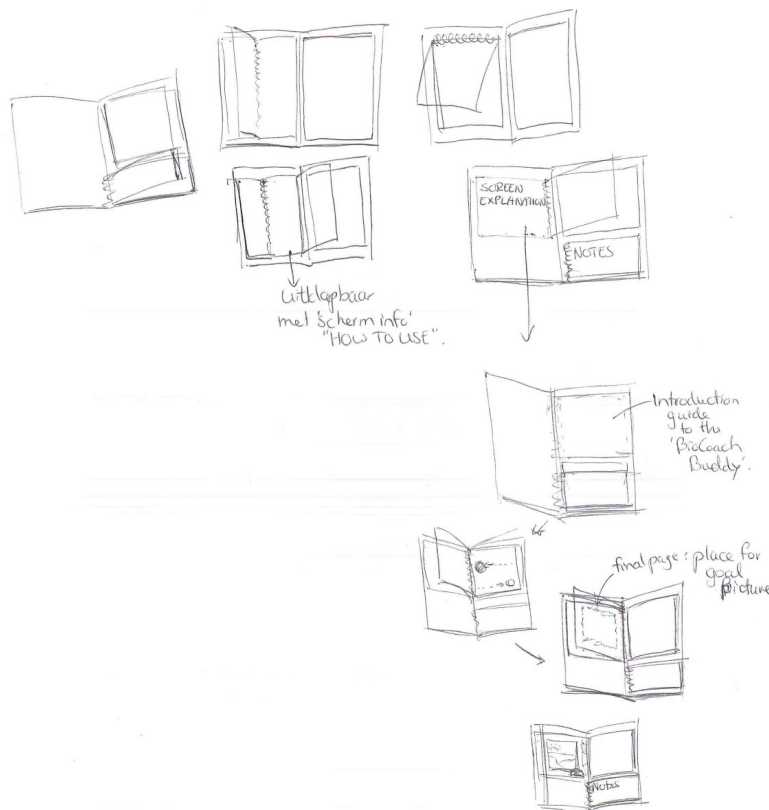 SCREEN
EXPLANATION
NOTES
Uitklapbaar
met 'scherm info'
"HOW TO USE".
Introduction
guide
to the
'BioCoach
Buddy'.
final page: place for
goal
picture
Notes